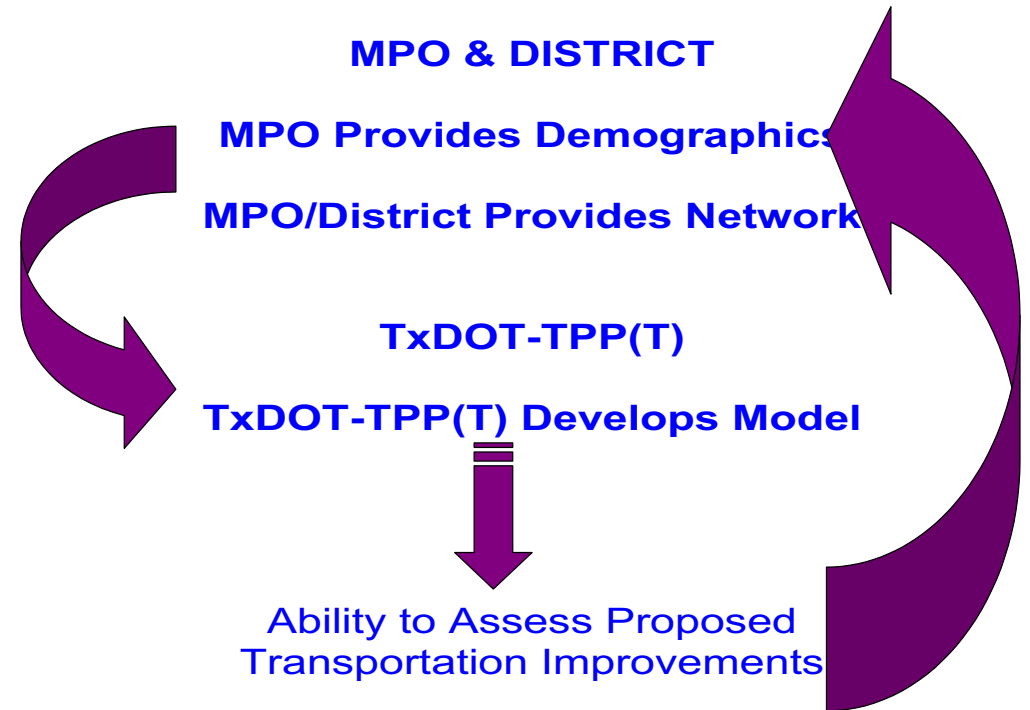 MPO & DISTRICT
MPO Provides Demographics
MPO/District Provides Network
TxDOT-TPP(T)
TxDOT-TPP(T) Develops Model
Ability to Assess Proposed
Transportation Improvements